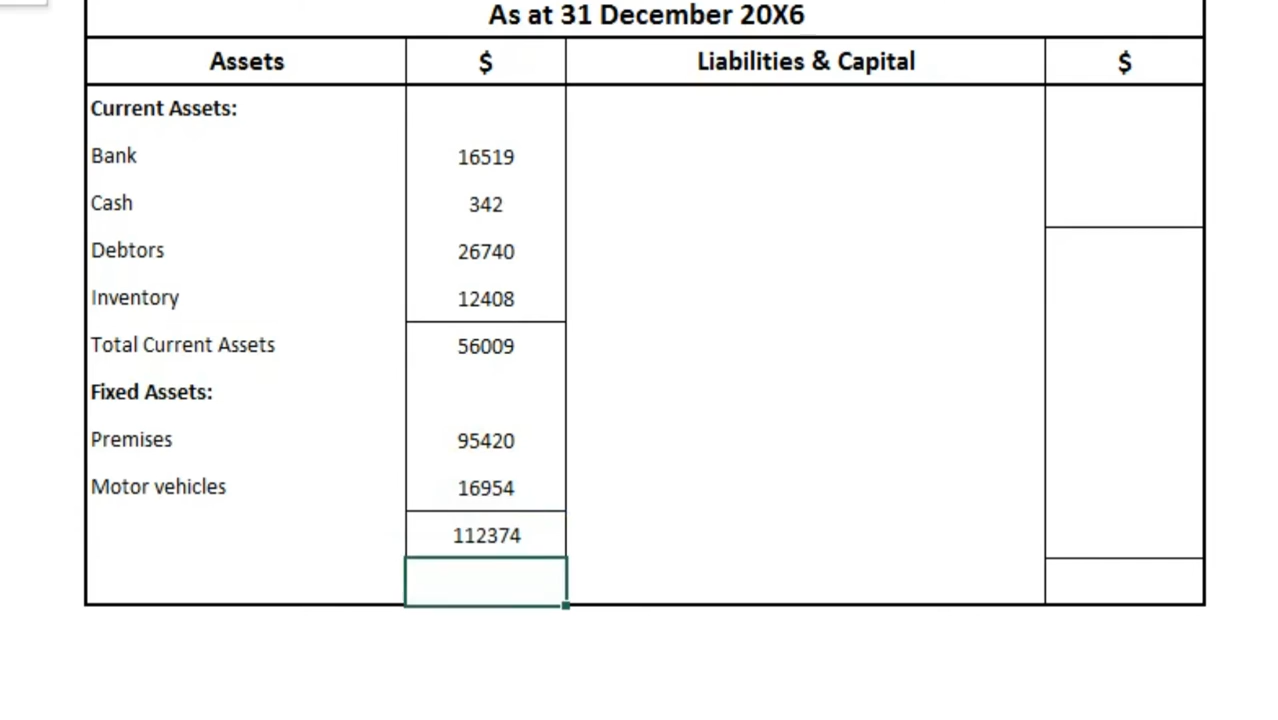 As at 31 December 20X6
Assets $ Liabilities & Capital $
Current Assets:
Bank 16519
Cash 342
Debtors 26740
Inventory 12408
Total Current Assets 56009
Fixed Assets:
Premises 95420
Motor vehicles 16954
112374